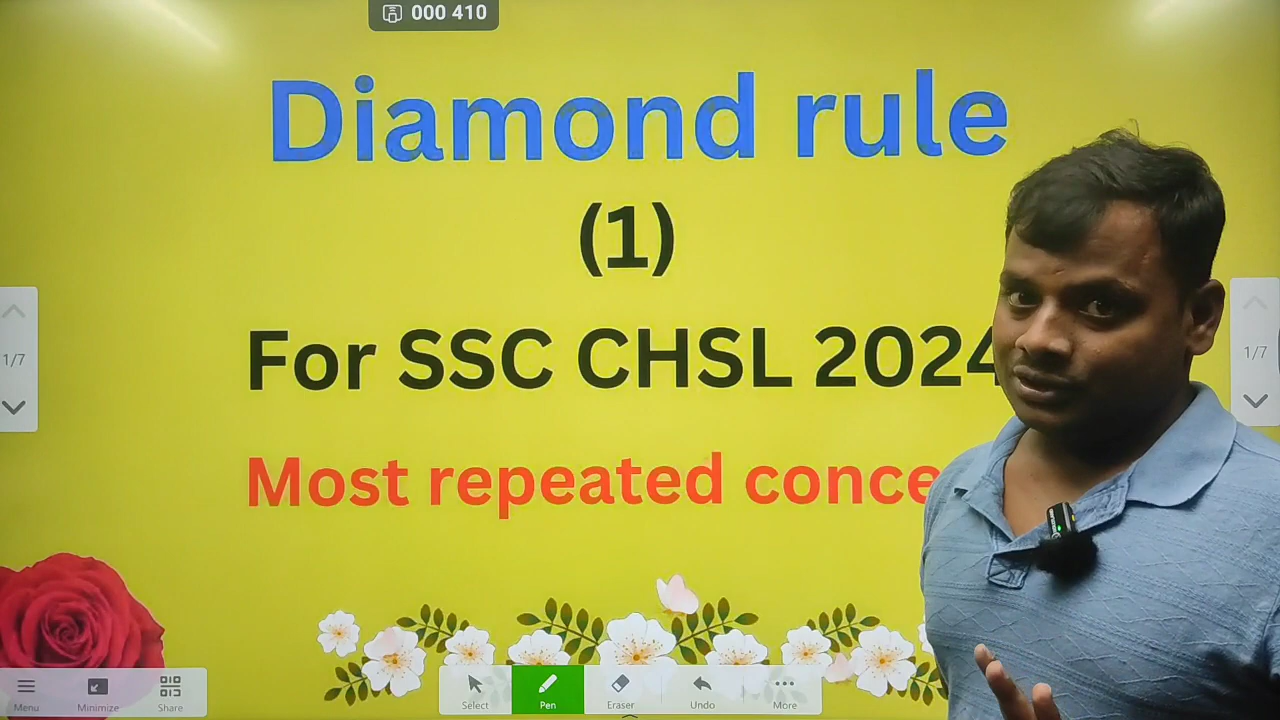 000 410
Diamond rule
(1)
For SSC CHSL 2024
Most repeated
1/7
1/7
Menu
Minimize
Share
Select
Pen
Eraser
Undo
More